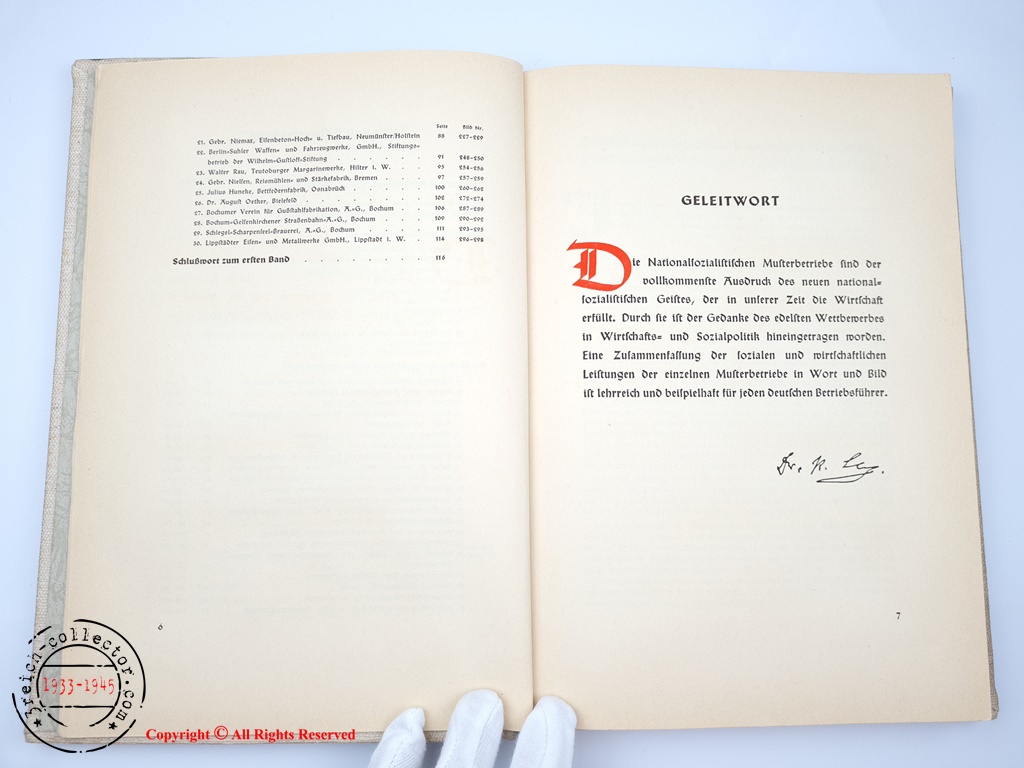 Seite Bild Nr.
21. Gebr. Niemax, Eisenbeton=Hoch= u. Tiefbau, Neumünster/Holstein 88 227-229
22. Berlin=Suhler Waffen= und Fahrzeugwerke, GmbH., Stiftungs=
betrieb der Wilhelm=Gustloff=Stiftung . . . . . . 91 248-250
23. Walter Rau, Teutoburger Margarinewerke, Hilter i. W. . . 95 254-256
24. Gebr. Nielsen, Reismühlen= und Stärkefabrik, Bremen . . . 97 257-259
25. Julius Huneke, Bettfedernfabrik, Osnabrück . . . . . 100 260-262
26. Dr. August Oetker, Bielefeld . . . . . . . . 102 272-274
27. Bochumer Verein für Gußstahlfabrikation, A.=G., Bochum . . 106 287-289
28. Bochum=Gelsenkirchener Straßenbahn=A.=G., Bochum . . . 109 290-292
29. Schlegel=Scharpenseel=Brauerei, A.=G., Bochum . . . . 111 293-295
30. Lippstädter Eisen= und Metallwerke GmbH., Lippstadt i. W. . 114 296-298
Schlußwort zum ersten Band . . . . . . . . 116
6
GELEITWORT
Die Nationalsozialistischen Musterbetriebe sind der
vollkommenste Ausdruck des neuen national=
sozialistischen Geistes, der in unserer Zeit die Wirtschaft
erfüllt. Durch sie ist der Gedanke des edelsten Wettbewerbes
in Wirtschafts= und Sozialpolitik hineingetragen worden.
Eine Zusammenfassung der sozialen und wirtschaftlichen
Leistungen der einzelnen Musterbetriebe in Wort und Bild
ist lehrreich und beispielhaft für jeden deutschen Betriebsführer.
Dr. R. Ley.
7
3reich-collector.com
1933-1945
Copyright © All Rights Reserved